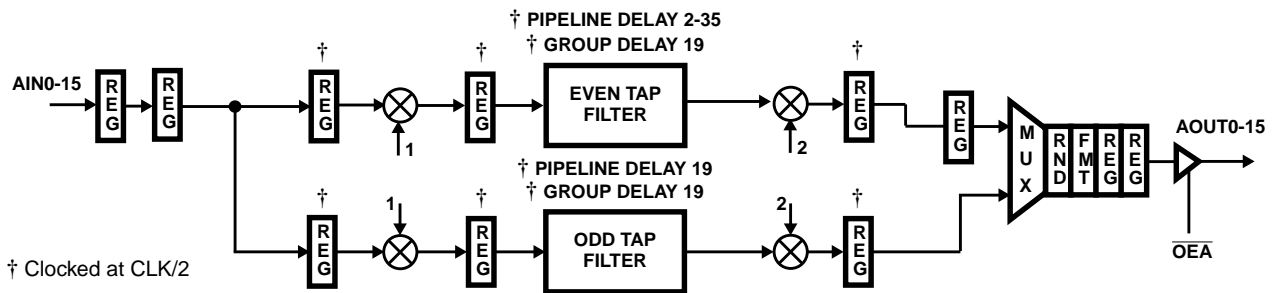 † PIPELINE DELAY 2-35
† GROUP DELAY 19
AIN0-15
REG
REG
†
REG
1
†
REG
EVEN TAP
FILTER
2
†
REG
REG
MUX
RND
FMT
REG
REG
AOUT0-15
OEA
† PIPELINE DELAY 19
† GROUP DELAY 19
†
REG
1
†
REG
ODD TAP
FILTER
2
†
REG
† Clocked at CLK/2